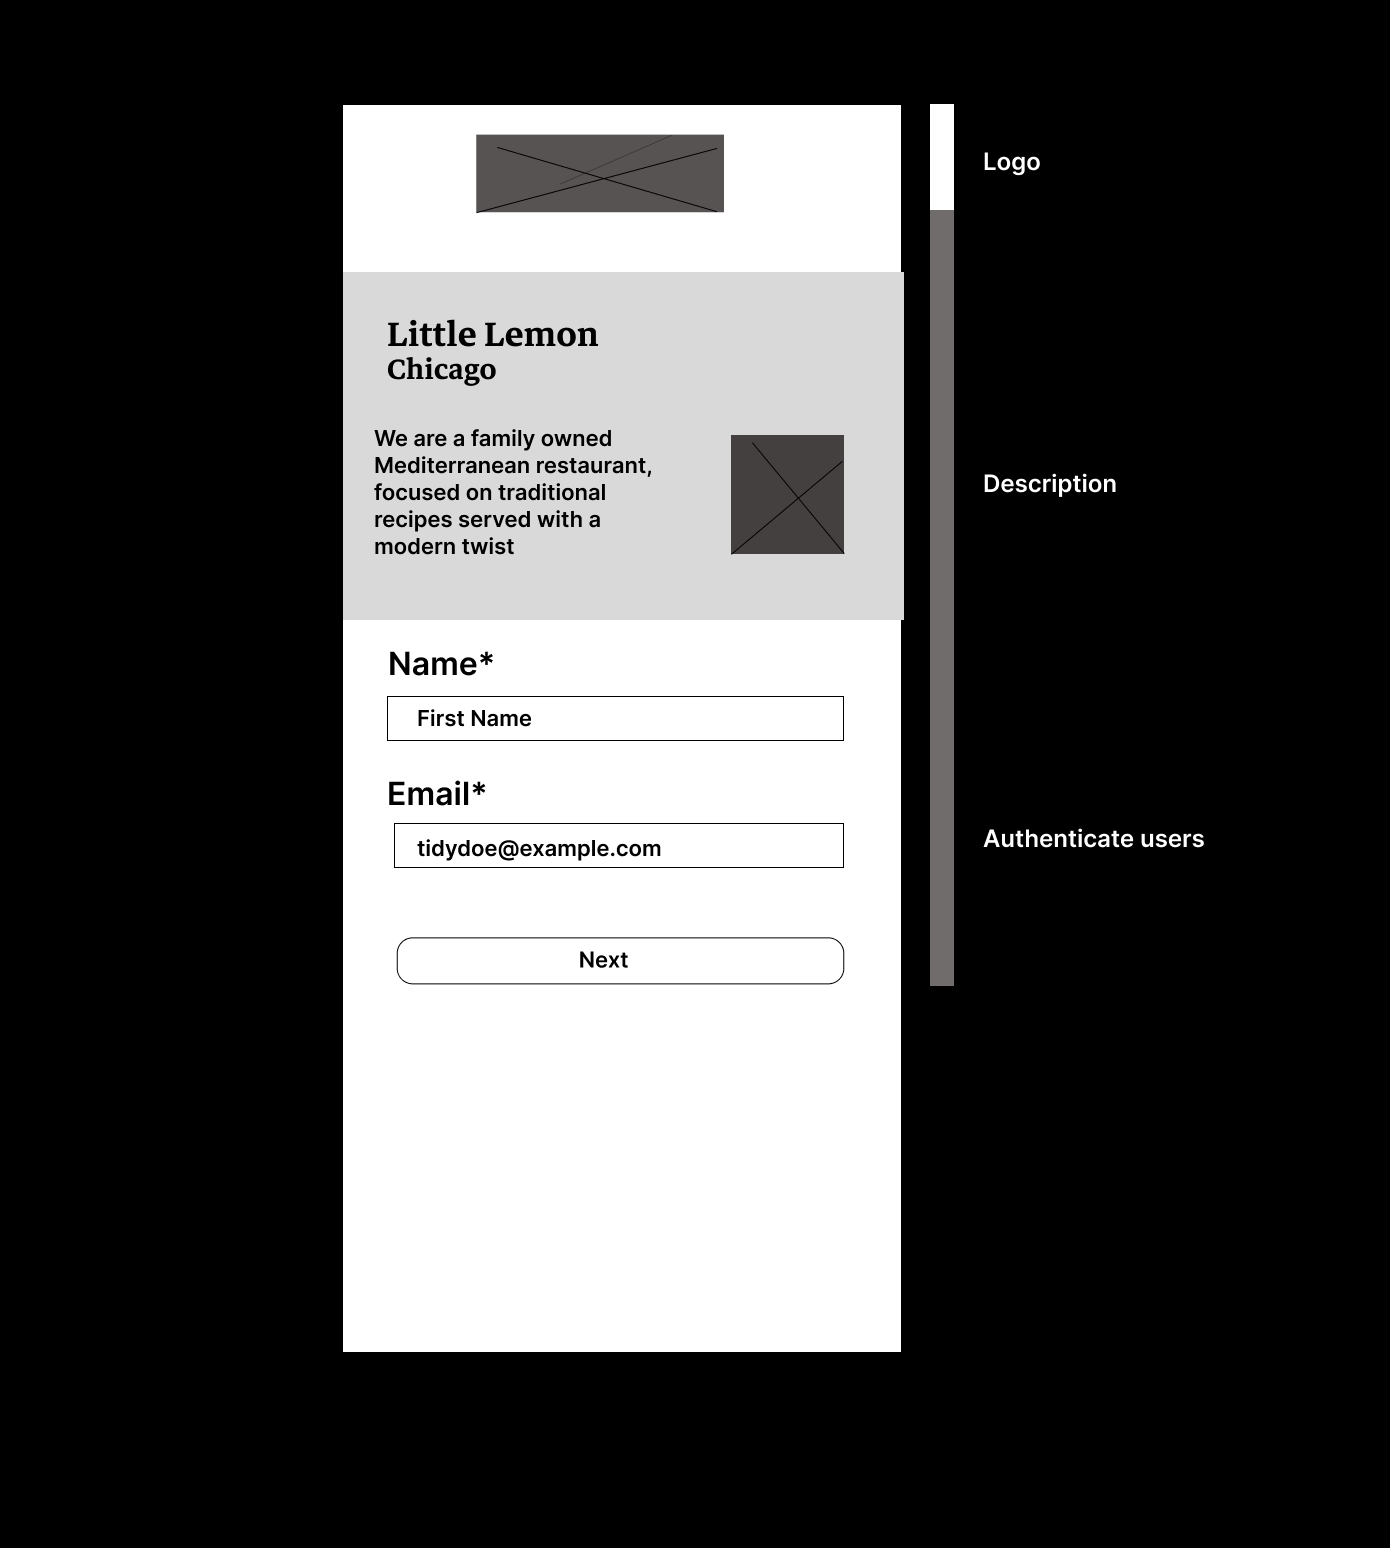 Logo
Little Lemon
Chicago
We are a family owned
Mediterranean restaurant,
focused on traditional
recipes served with a
modern twist
Description
Name*
First Name
Email*
tidydoe@example.com
Authenticate users
Next